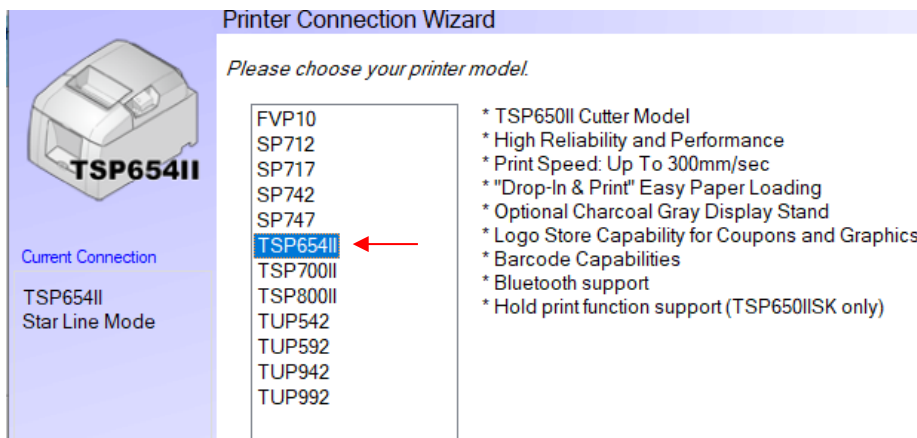 Printer Connection Wizard
Please choose your printer model.
TSP654II
Current Connection
TSP654II
Star Line Mode
FVP10
SP712
SP717
SP742
SP747
TSP654II
TSP700II
TSP800II
TUP542
TUP592
TUP942
TUP992
* TSP650II Cutter Model
* High Reliability and Performance
* Print Speed: Up To 300mm/sec
* "Drop-In & Print" Easy Paper Loading
* Optional Charcoal Gray Display Stand
* Logo Store Capability for Coupons and Graphics
* Barcode Capabilities
* Bluetooth support
* Hold print function support (TSP650IISK only)